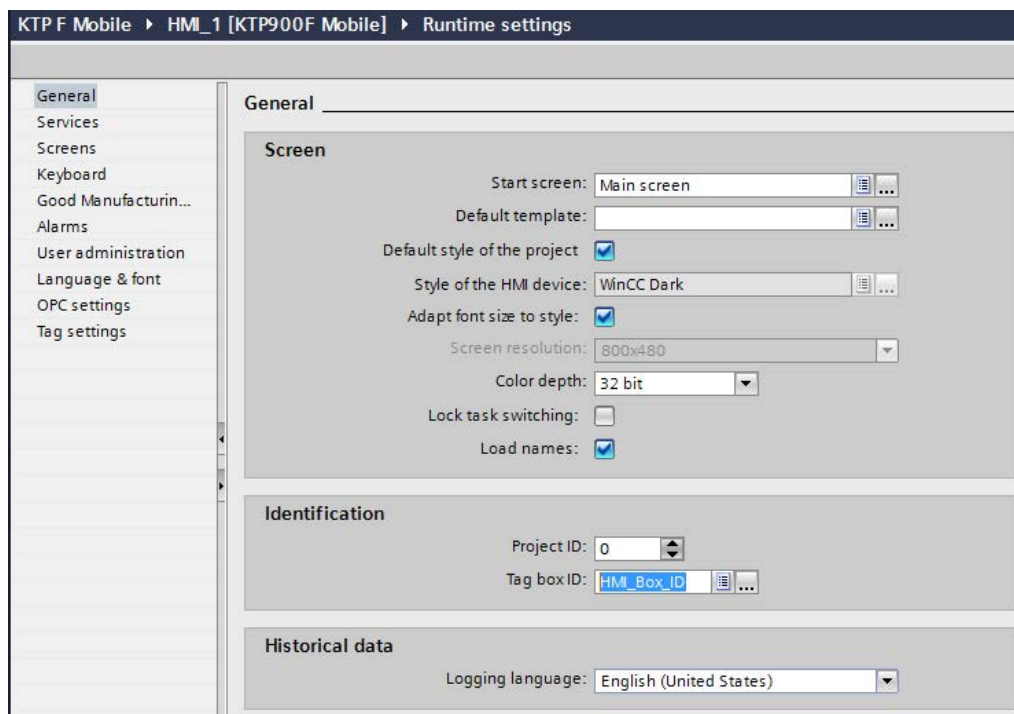 KTP F Mobile ▸ HMI_1 [KTP900F Mobile] ▸ Runtime settings
General
Services
Screens
Keyboard
Good Manufacturin...
Alarms
User administration
Language & font
OPC settings
Tag settings
General
Screen
Start screen: Main screen
Default template:
Default style of the project
Style of the HMI device: WinCC Dark
Adapt font size to style:
Screen resolution: 800x480
Color depth: 32 bit
Lock task switching:
Load names:
Identification
Project ID: 0
Tag box ID: HMI_Box_ID
Historical data
Logging language: English (United States)